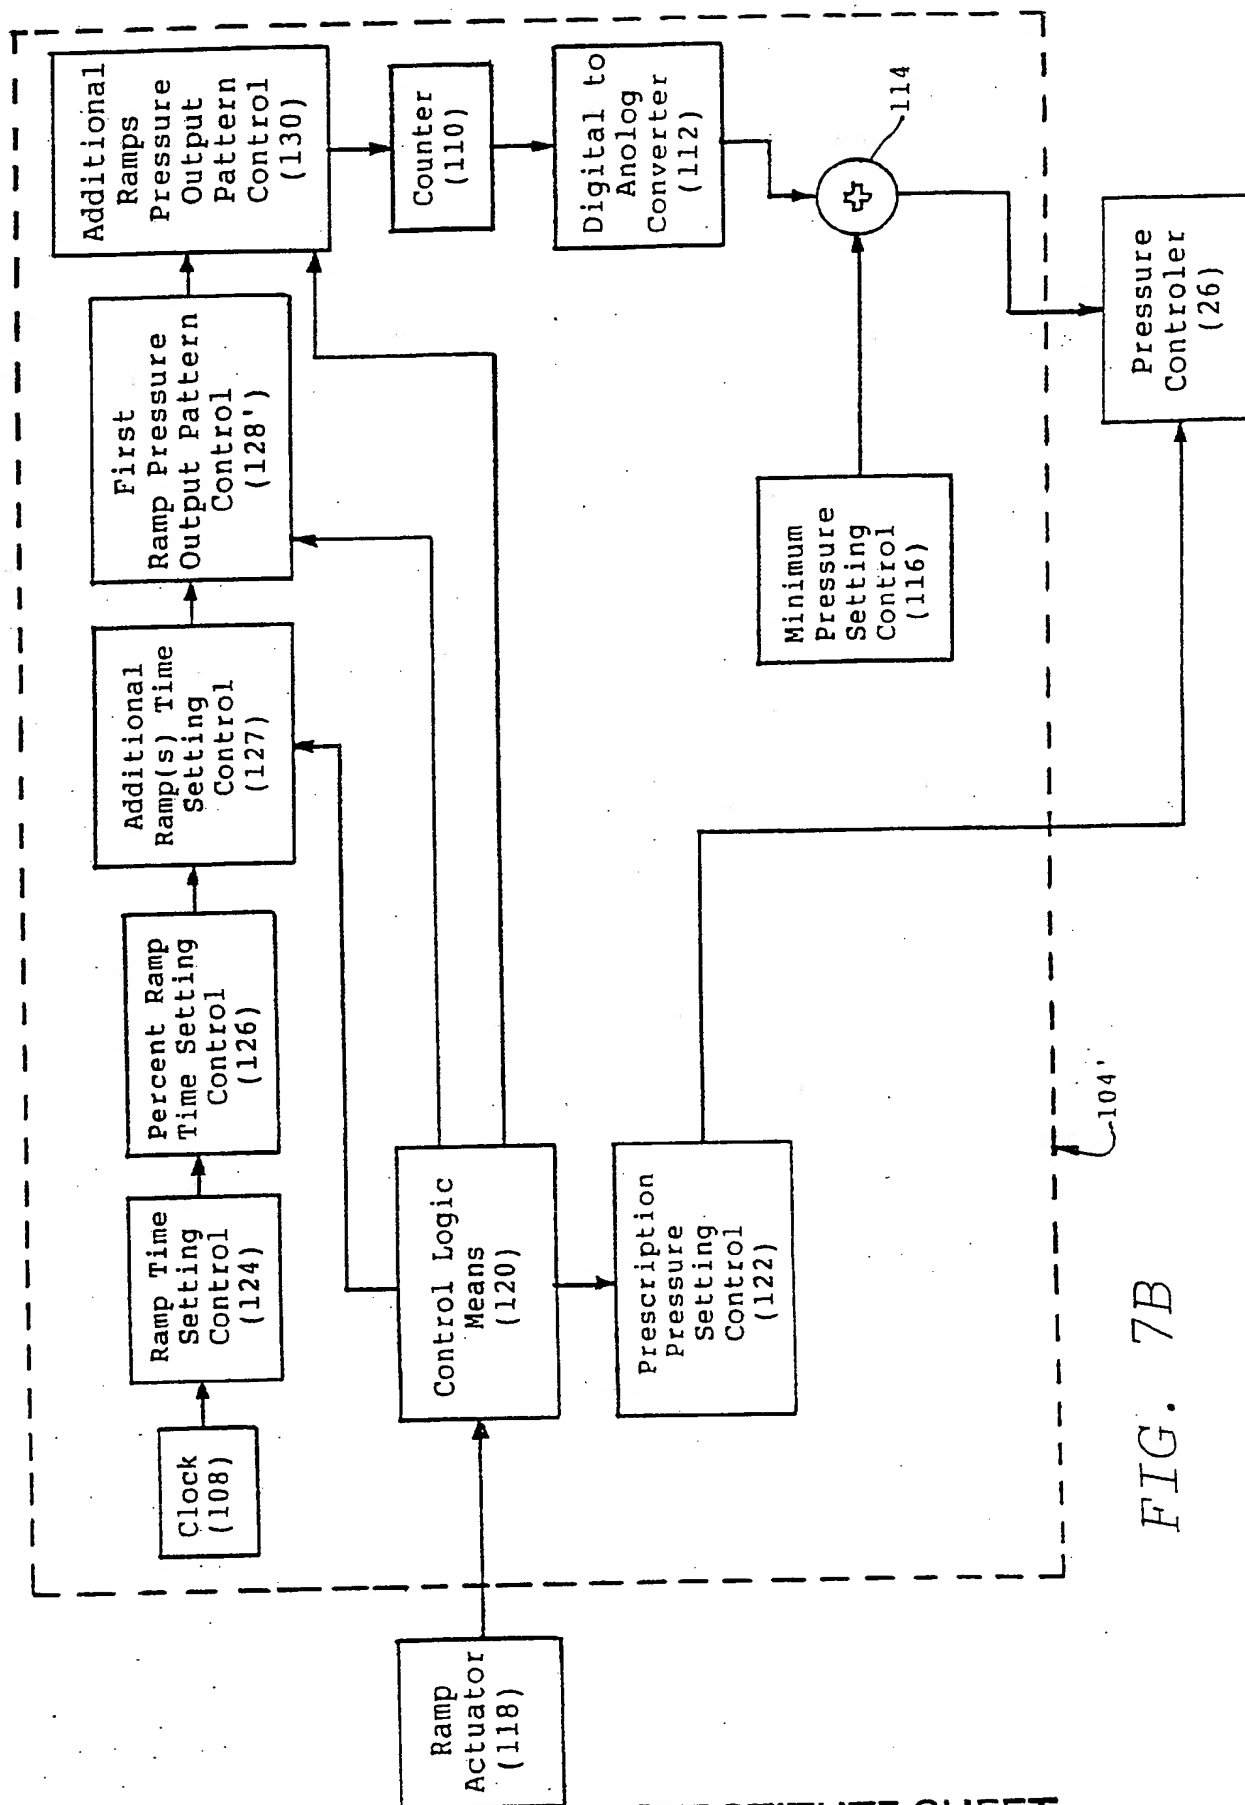 Clock
(108)
Ramp Time
Setting
Control
(124)
Percent Ramp
Time Setting
Control
(126)
Additional
Ramp(s) Time
Setting
Control
(127)
First
Ramp Pressure
Output Pattern
Control
(128')
Additional
Ramps
Pressure
Output
Pattern
Control
(130)
Counter
(110)
Digital to
Anolog
Converter
(112)
114
Ramp
Actuator
(118)
Control Logic
Means
(120)
Prescription
Pressure
Setting
Control
(122)
Minimum
Pressure
Setting
Control
(116)
Pressure
Controler
(26)
104'
FIG. 7B